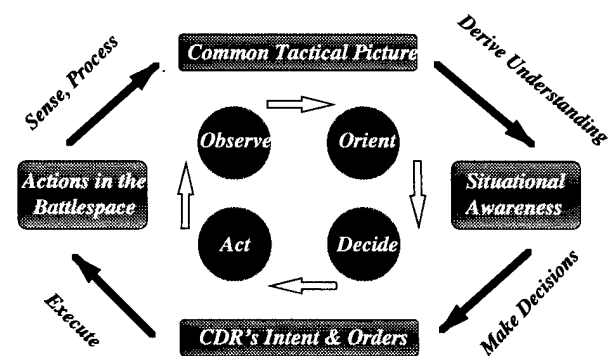 Common Tactical Picture
Sense, Process
Derive Understanding
Observe
Orient
Actions in the
Battlespace
Situational
Awareness
Act
Decide
Execute
Make Decisions
CDR's Intent & Orders